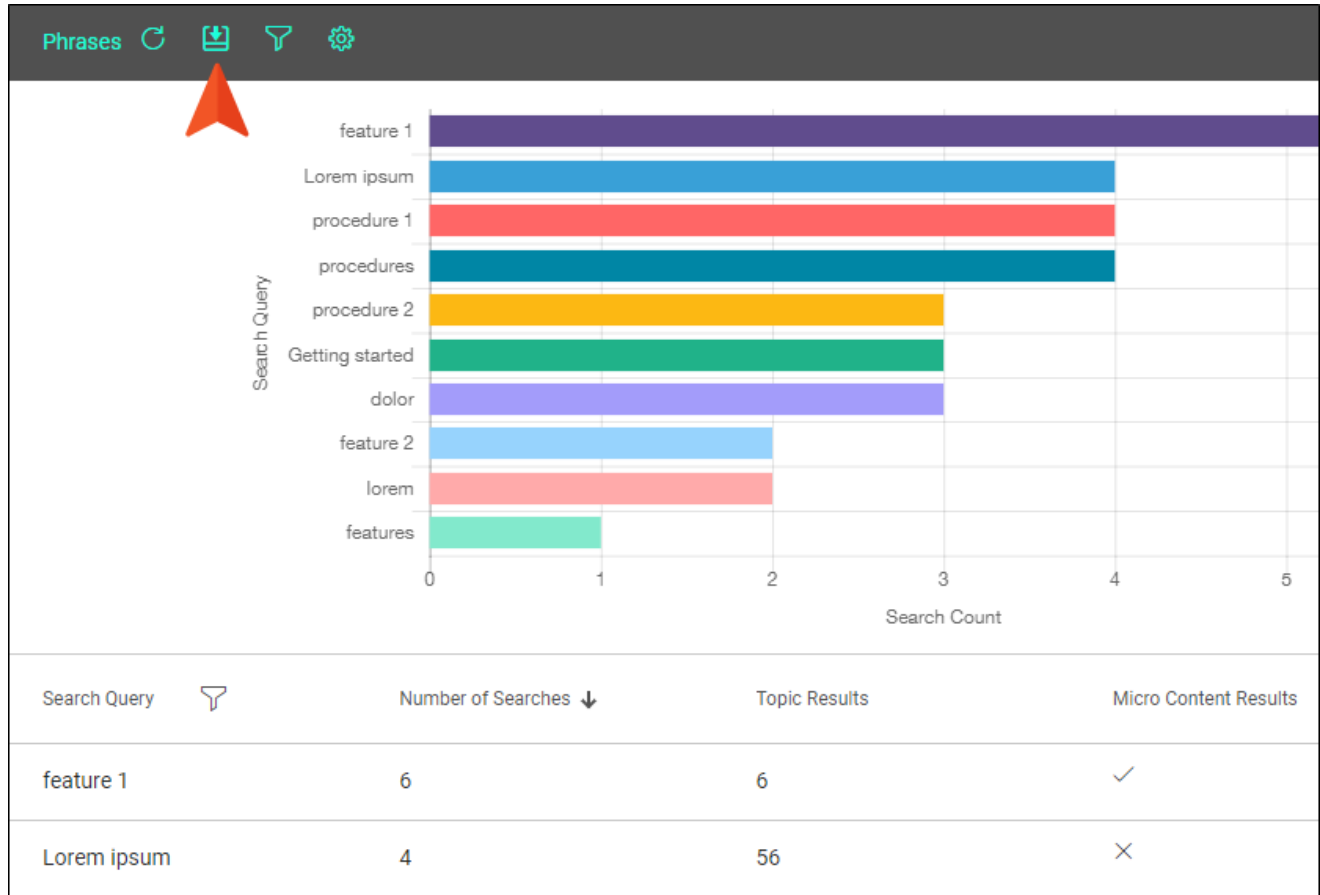 Phrases
feature 1
Lorem ipsum
procedure 1
procedures
procedure 2
Getting started
dolor
feature 2
lorem
features
Search Query
0 1 2 3 4 5
Search Count
Search Query Number of Searches Topic Results Micro Content Results
feature 1 6 6
Lorem ipsum 4 56